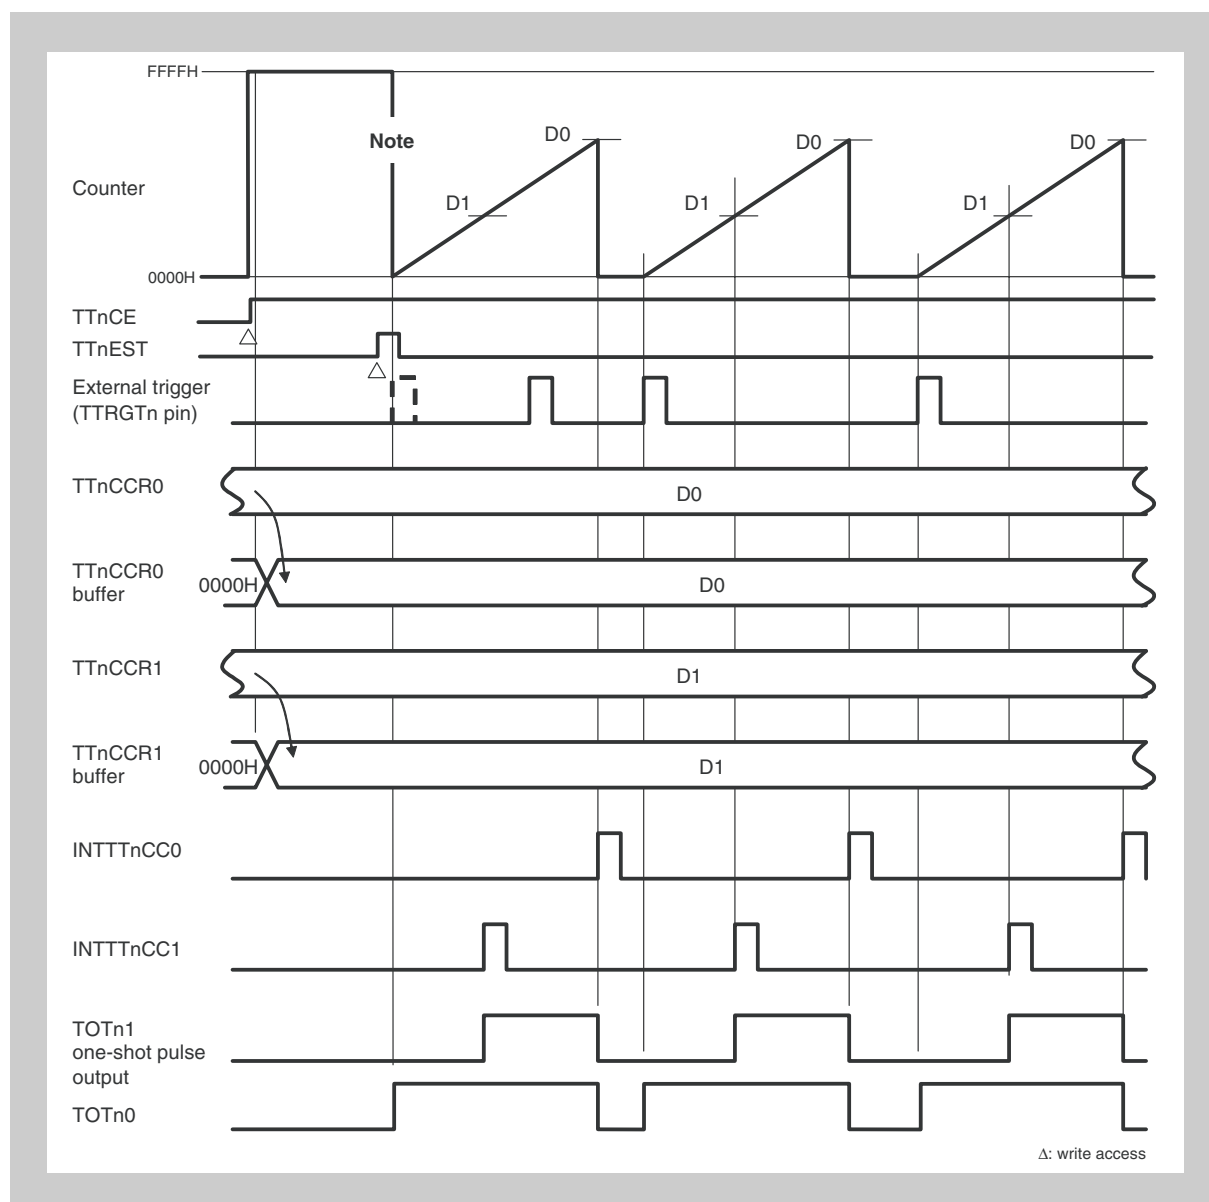 FFFFH
Note
D0
D0
D0
Counter
D1
D1
D1
0000H
TTnCE
TTnEST
External trigger
(TTRGTn pin)
TTnCCR0
D0
TTnCCR0
buffer
0000H
D0
TTnCCR1
D1
TTnCCR1
buffer
0000H
D1
INTTTnCC0
INTTTnCC1
TOTn1
one-shot pulse
output
TOTn0
Δ: write access